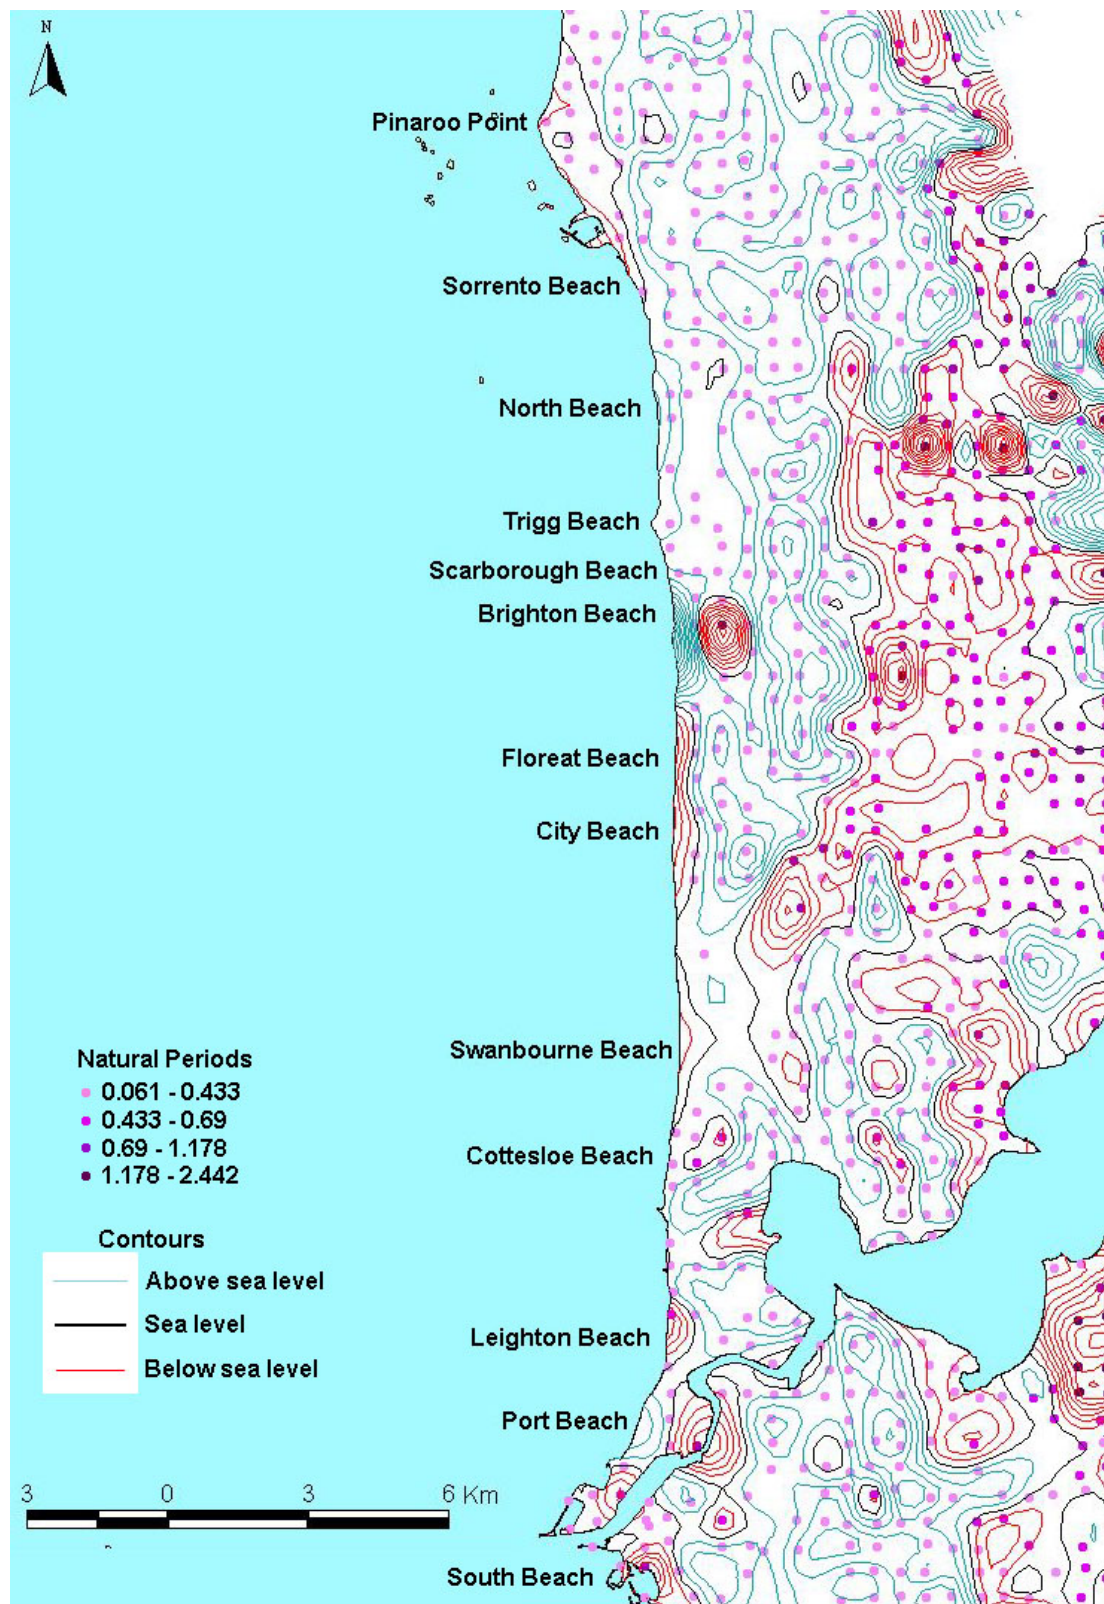 N
Pinaroo Point
Sorrento Beach
North Beach
Trigg Beach
Scarborough Beach
Brighton Beach
Floreat Beach
City Beach
Swanbourne Beach
Natural Periods
0.061 - 0.433
0.433 - 0.69
0.69 - 1.178
1.178 - 2.442
Cottesloe Beach
Contours
Above sea level
Sea level
Below sea level
Leighton Beach
Port Beach
3 0 3 6 Km
South Beach